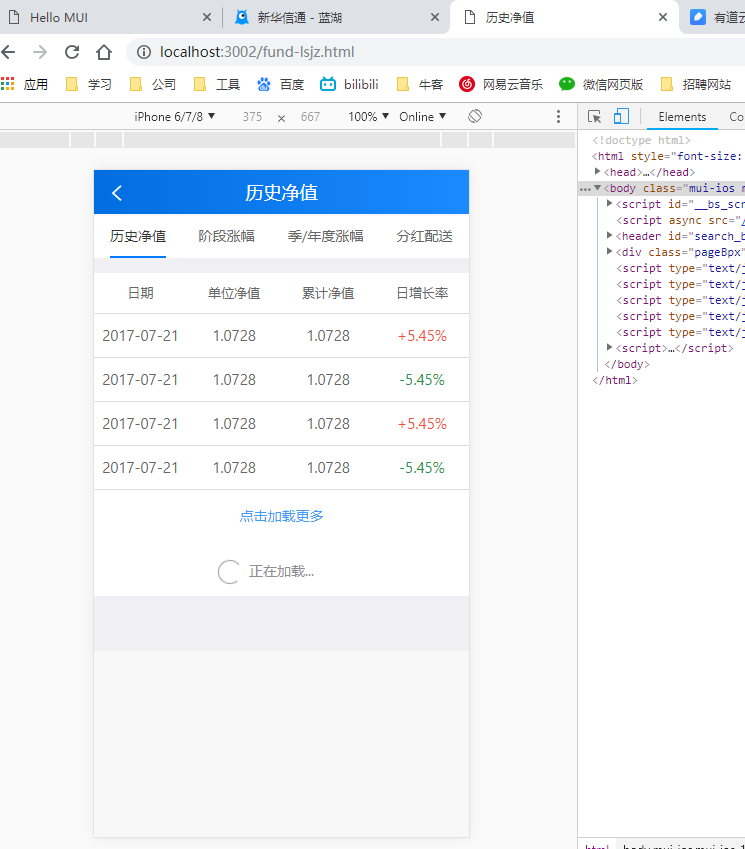 Hello MUI 新华信通 - 蓝湖 历史净值 有道云
localhost:3002/fund-lsjz.html
应用 学习 公司 工具 百度 bilibili 牛客 网易云音乐 微信网页版 招聘网站
iPhone 6/7/8 ▼ 375 × 667 100% ▼ Online ▼ Elements Co
历史净值
历史净值 阶段涨幅 季/年度涨幅 分红配送
日期 单位净值 累计净值 日增长率
2017-07-21 1.0728 1.0728 +5.45%
2017-07-21 1.0728 1.0728 -5.45%
2017-07-21 1.0728 1.0728 +5.45%
2017-07-21 1.0728 1.0728 -5.45%
点击加载更多
正在加载...
<!doctype html>
<html style="font-size:
▶<head>…</head>
…▼<body class="mui-ios m
▶<script id="__bs_scr
<script async src="/
▶<header id="search_b
▶<div class="pageBpx"
<script type="text/j
<script type="text/j
<script type="text/j
<script type="text/j
<script type="text/j
▶<script>…</script>
</body>
</html>